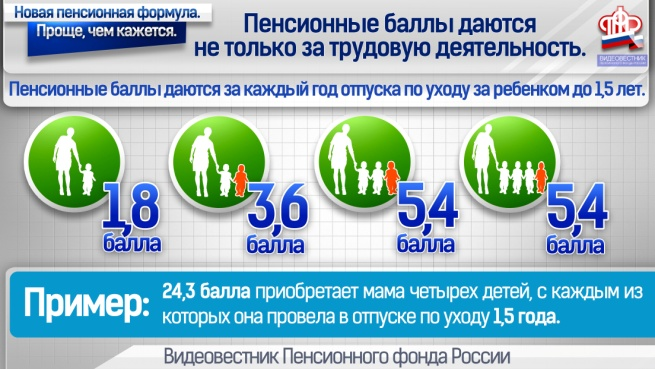 Новая пенсионная формула.
Проще, чем кажется.
Пенсионные баллы даются
не только за трудовую деятельность.
ВИДЕОВЕСТНИК
Пенсионные баллы даются за каждый год отпуска по уходу за ребенком до 1,5 лет.
1,8
балла
3,6
балла
5,4
балла
5,4
балла
Пример:
24,3 балла приобретает мама четырех детей, с каждым из
которых она провела в отпуске по уходу 1,5 года.
Видеовестник Пенсионного фонда России